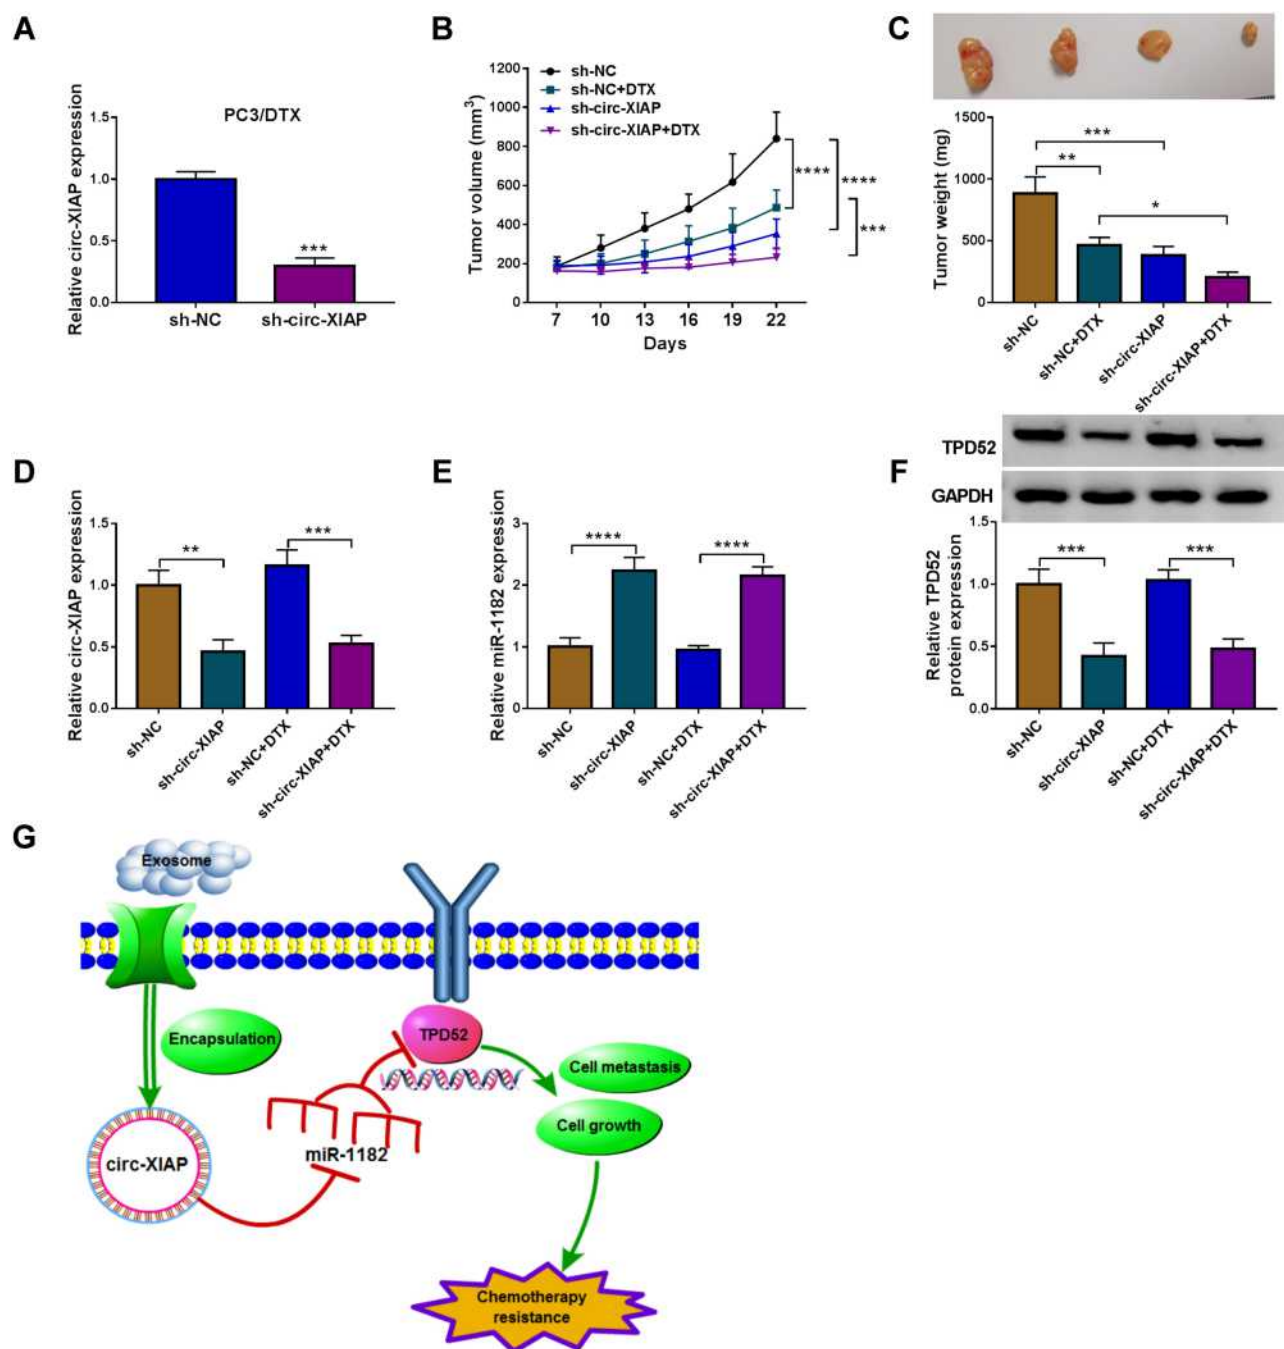 A
Relative circ-XIAP expression
PC3/DTX
1.5
1.0
0.5
0.0
***
sh-NC
sh-circ-XIAP
B
Tumor volume (mm3)
1200
1000
800
600
400
200
0
sh-NC
sh-NC+DTX
sh-circ-XIAP
sh-circ-XIAP+DTX
****
****
***
7 10 13 16 19 22
Days
C
Tumor weight (mg)
1500
1000
500
0
***
**
*
sh-NC
sh-NC+DTX
sh-circ-XIAP
sh-circ-XIAP+DTX
D
Relative circ-XIAP expression
1.5
1.0
0.5
0.0
**
***
sh-NC
sh-circ-XIAP
sh-NC+DTX
sh-circ-XIAP+DTX
E
Relative miR-1182 expression
3
2
1
0
****
****
sh-NC
sh-circ-XIAP
sh-NC+DTX
sh-circ-XIAP+DTX
F
TPD52
GAPDH
Relative TPD52
protein expression
1.5
1.0
0.5
0.0
***
***
sh-NC
sh-circ-XIAP
sh-NC+DTX
sh-circ-XIAP+DTX
G
Exosome
Encapsulation
circ-XIAP
miR-1182
TPD52
Cell metastasis
Cell growth
Chemotherapy
resistance